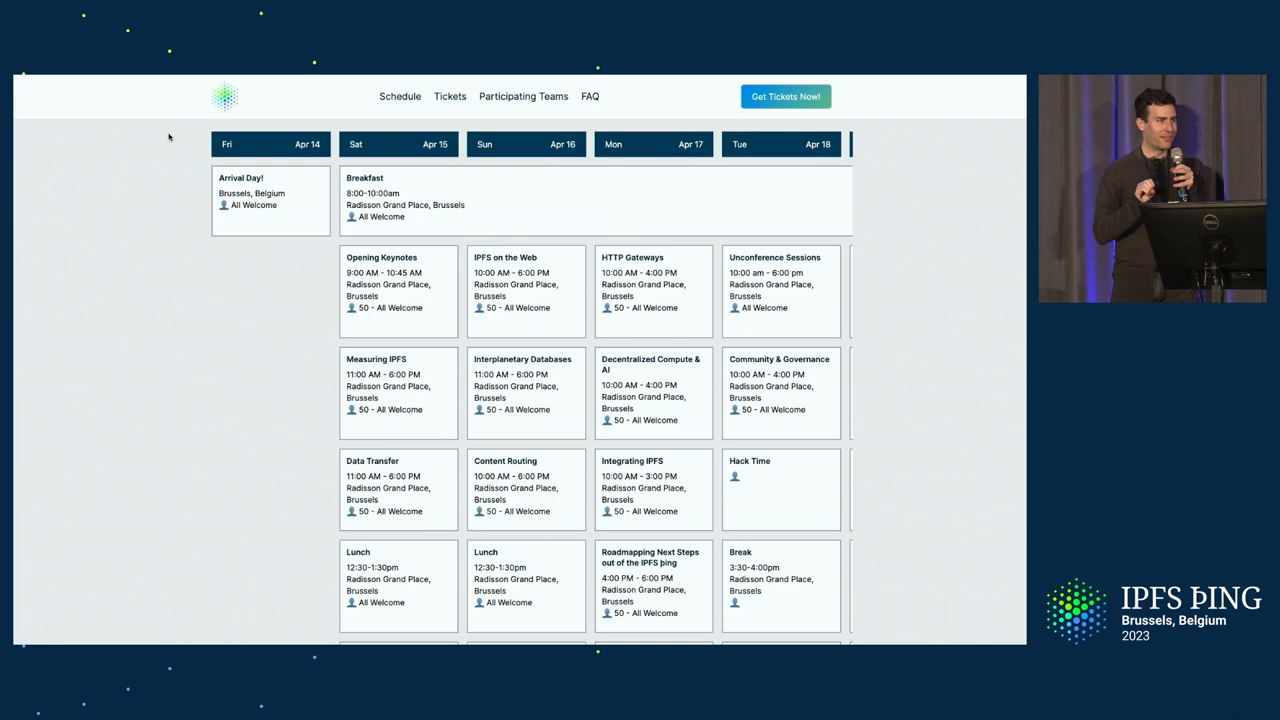 Schedule Tickets Participating Teams FAQ Get Tickets Now!
Fri Apr 14
Sat Apr 15
Sun Apr 16
Mon Apr 17
Tue Apr 18
Arrival Day!
Brussels, Belgium
All Welcome
Breakfast
8:00-10:00am
Radisson Grand Place, Brussels
All Welcome
Opening Keynotes
9:00 AM - 10:45 AM
Radisson Grand Place,
Brussels
50 - All Welcome
IPFS on the Web
10:00 AM - 6:00 PM
Radisson Grand Place,
Brussels
50 - All Welcome
HTTP Gateways
10:00 AM - 4:00 PM
Radisson Grand Place,
Brussels
50 - All Welcome
Unconference Sessions
10:00 am - 6:00 pm
Radisson Grand Place,
Brussels
All Welcome
Measuring IPFS
11:00 AM - 6:00 PM
Radisson Grand Place,
Brussels
50 - All Welcome
Interplanetary Databases
11:00 AM - 6:00 PM
Radisson Grand Place,
Brussels
50 - All Welcome
Decentralized Compute &
AI
10:00 AM - 4:00 PM
Radisson Grand Place,
Brussels
50 - All Welcome
Community & Governance
10:00 AM - 4:00 PM
Radisson Grand Place,
Brussels
50 - All Welcome
Data Transfer
11:00 AM - 6:00 PM
Radisson Grand Place,
Brussels
50 - All Welcome
Content Routing
10:00 AM - 6:00 PM
Radisson Grand Place,
Brussels
50 - All Welcome
Integrating IPFS
10:00 AM - 3:00 PM
Radisson Grand Place,
Brussels
50 - All Welcome
Hack Time
Lunch
12:30-1:30pm
Radisson Grand Place,
Brussels
All Welcome
Lunch
12:30-1:30pm
Radisson Grand Place,
Brussels
All Welcome
Roadmapping Next Steps
out of the IPFS þing
4:00 PM - 6:00 PM
Radisson Grand Place,
Brussels
50 - All Welcome
Break
3:30-4:00pm
Radisson Grand Place,
Brussels
DELL
IPFS ÞING
Brussels, Belgium
2023